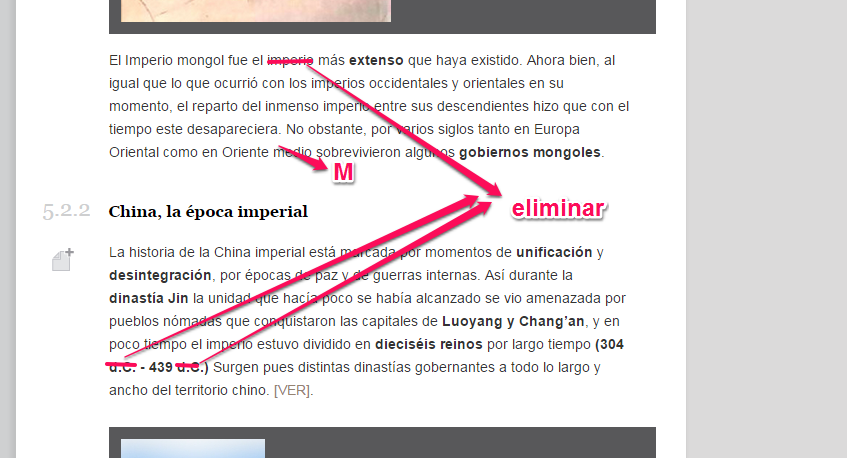 El Imperio mongol fue el imperio más extenso que haya existido. Ahora bien, al
igual que lo que ocurrió con los imperios occidentales y orientales en su
momento, el reparto del inmenso imperio entre sus descendientes hizo que con el
tiempo este desapareciera. No obstante, por varios siglos tanto en Europa
Oriental como en Oriente medio sobrevivieron algunos gobiernos mongoles.
M
eliminar
5.2.2 China, la época imperial
La historia de la China imperial está marcada por momentos de unificación y
desintegración, por épocas de paz y de guerras internas. Así durante la
dinastía Jin la unidad que hacía poco se había alcanzado se vio amenazada por
pueblos nómadas que conquistaron las capitales de Luoyang y Chang’an, y en
poco tiempo el imperio estuvo dividido en dieciséis reinos por largo tiempo (304
d.C. - 439 d.C.) Surgen pues distintas dinastías gobernantes a todo lo largo y
ancho del territorio chino. [VER].